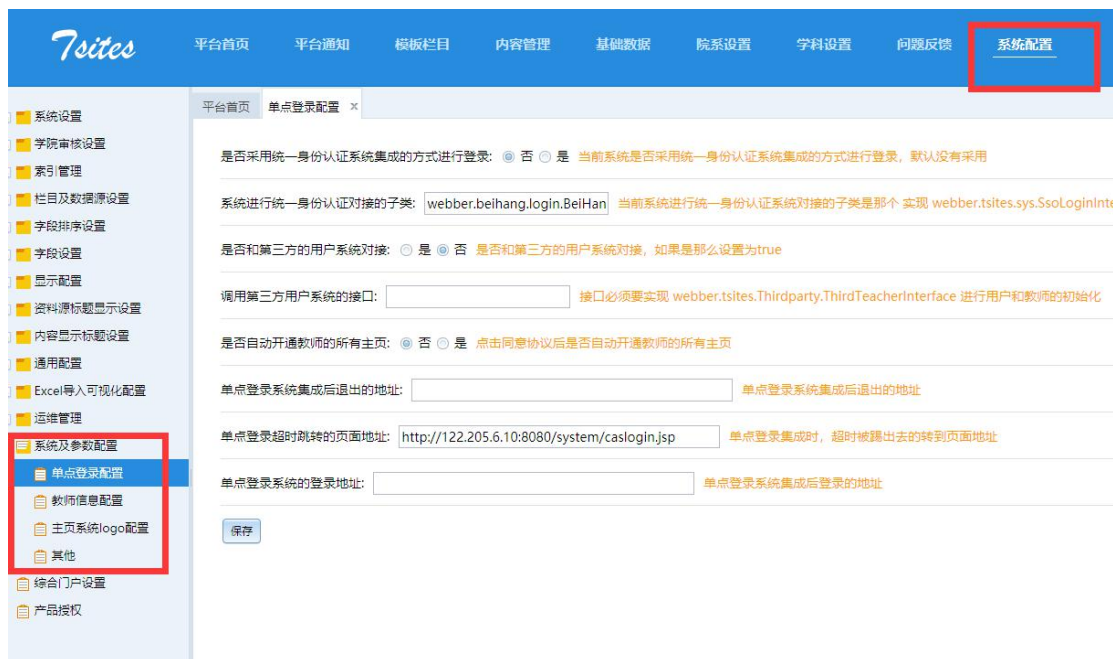 Tsites 平台首页 平台通知 模板栏目 内容管理 基础数据 院系设置 学科设置 问题反馈 系统配置
平台首页 单点登录配置 x
系统设置
学院审核设置
索引管理
栏目及数据源设置
字段排序设置
字段设置
显示配置
资料源标题显示设置
内容显示标题设置
通用配置
Excel导入可视化配置
运维管理
系统及参数配置
单点登录配置
教师信息配置
主页系统logo配置
其他
综合门户设置
产品授权
是否采用统一身份认证系统集成的方式进行登录: 否 是 当前系统是否采用统一身份认证系统集成的方式进行登录，默认没有采用
系统进行统一身份认证对接的子类: webber.beihang.login.BeiHan 当前系统进行统一身份认证系统对接的子类是那个 实现 webber.tsites.sys.SsoLoginInte
是否和第三方的用户系统对接: 是 否 是否和第三方的用户系统对接，如果是那么设置为true
调用第三方用户系统的接口: 接口必须要实现 webber.tsites.Thirdparty.ThirdTeacherInterface 进行用户和教师的初始化
是否自动开通教师的所有主页: 否 是 点击同意协议后是否自动开通教师的所有主页
单点登录系统集成后退出的地址: 单点登录系统集成后退出的地址
单点登录超时跳转的页面地址: http://122.205.6.10:8080/system/caslogin.jsp 单点登录集成时，超时被踢出去的转到页面地址
单点登录系统的登录地址: 单点登录系统集成后登录的地址
保存